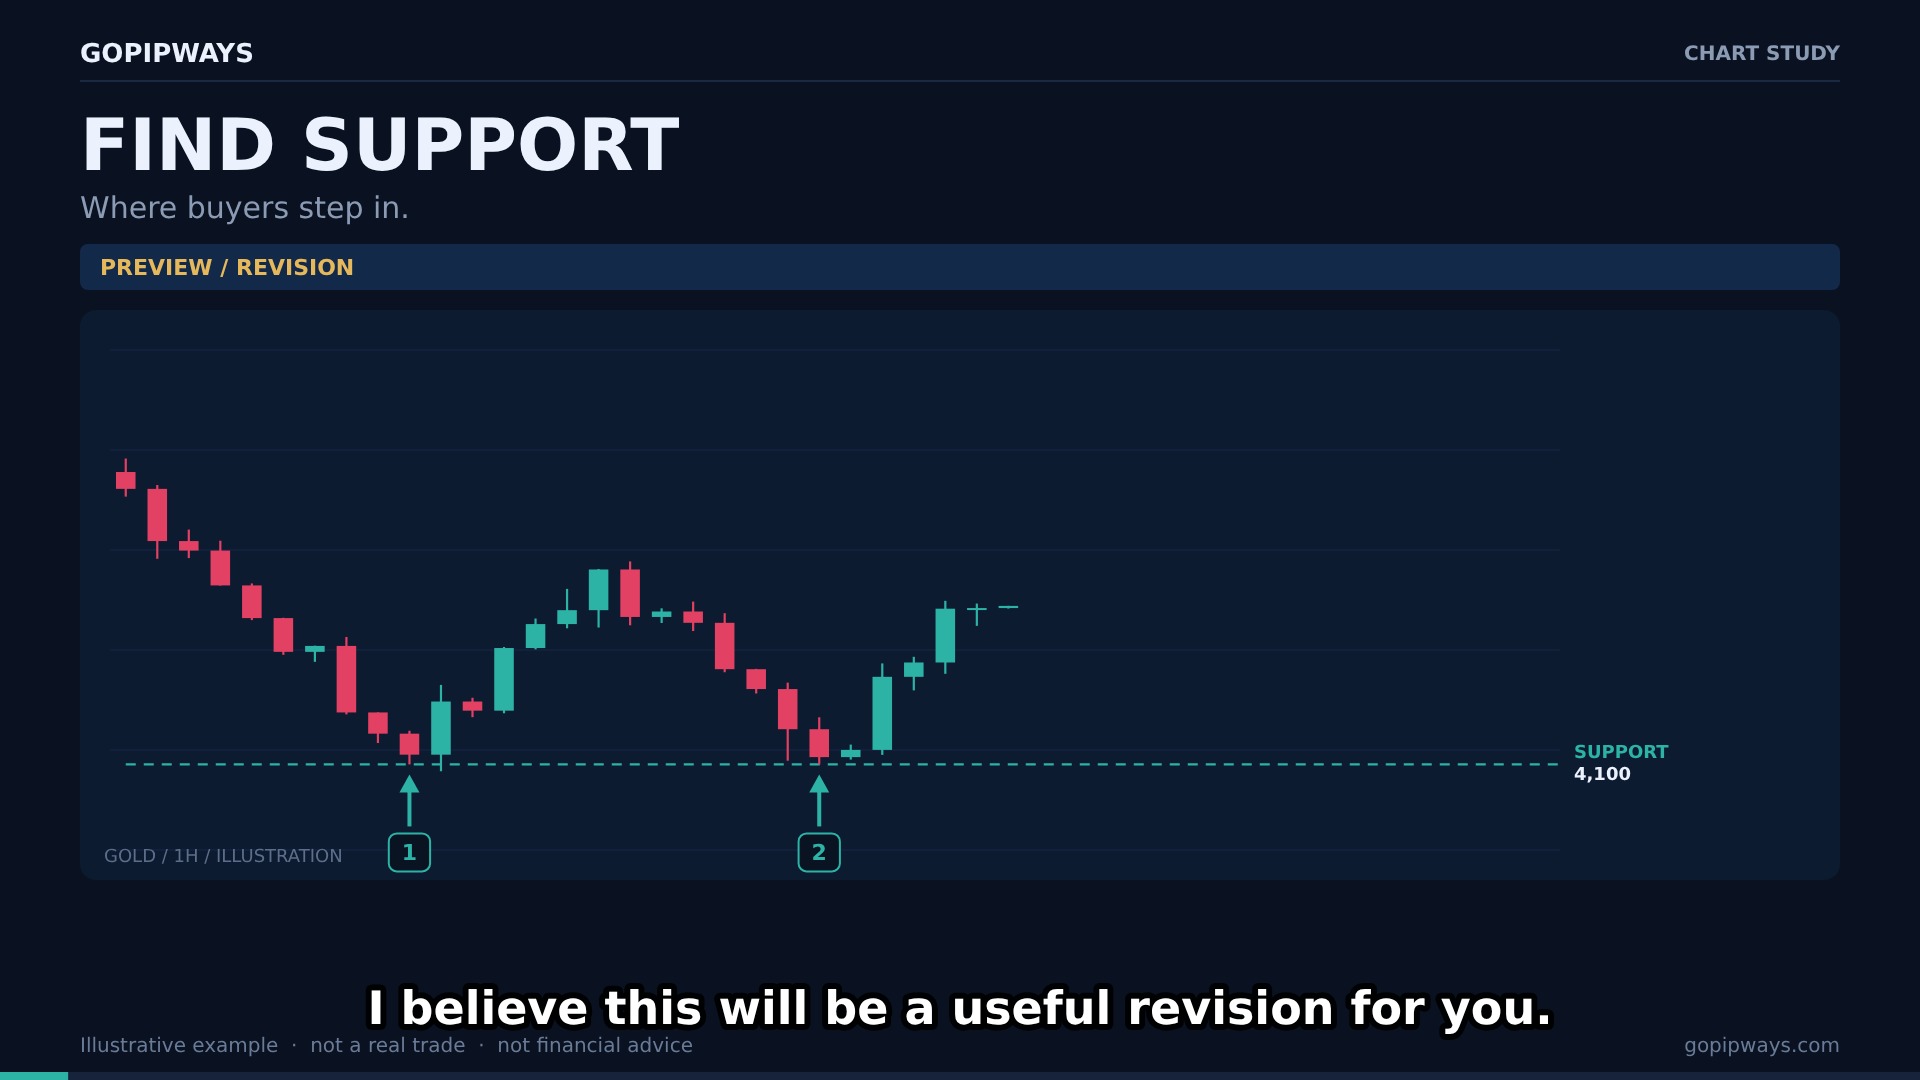 GOPIPWAYS
CHART STUDY
FIND SUPPORT
Where buyers step in.
PREVIEW / REVISION
SUPPORT
4,100
GOLD / 1H / ILLUSTRATION
1
2
I believe this will be a useful revision for you.
Illustrative example · not a real trade · not financial advice
gopipways.com